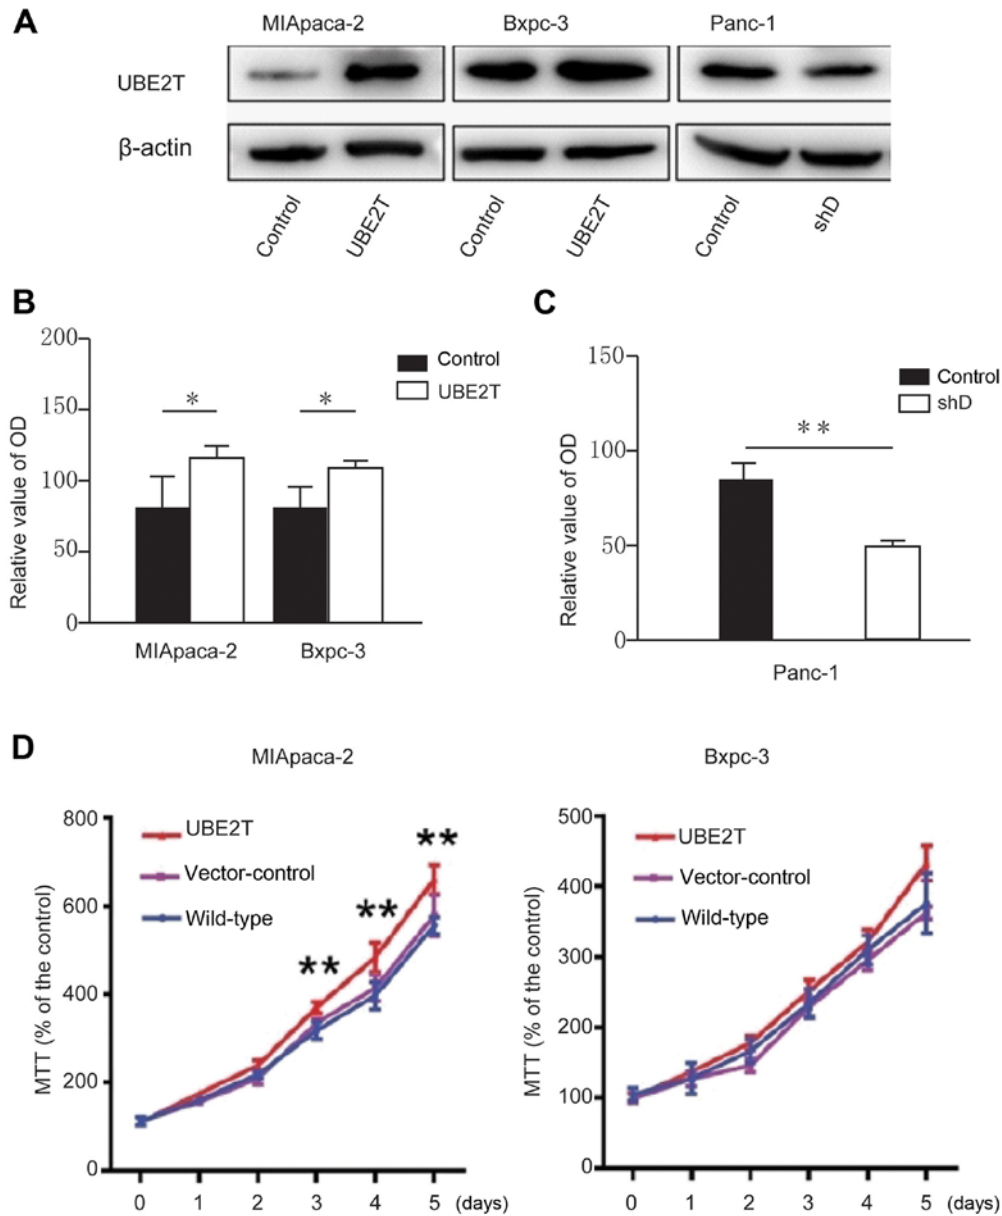 A
MIApaca-2 Bxpc-3 Panc-1
UBE2T
β-actin
Control UBE2T Control UBE2T Control shD
B
200
150
100
50
0
Relative value of OD
* *
Control
UBE2T
MIApaca-2 Bxpc-3
C
150
100
50
0
Relative value of OD
**
Control
shD
Panc-1
D
MIApaca-2
800
600
400
200
0
MTT (% of the control)
UBE2T
Vector-control
Wild-type
** ** **
0 1 2 3 4 5 (days)
Bxpc-3
500
400
300
200
100
0
MTT (% of the control)
UBE2T
Vector-control
Wild-type
0 1 2 3 4 5 (days)